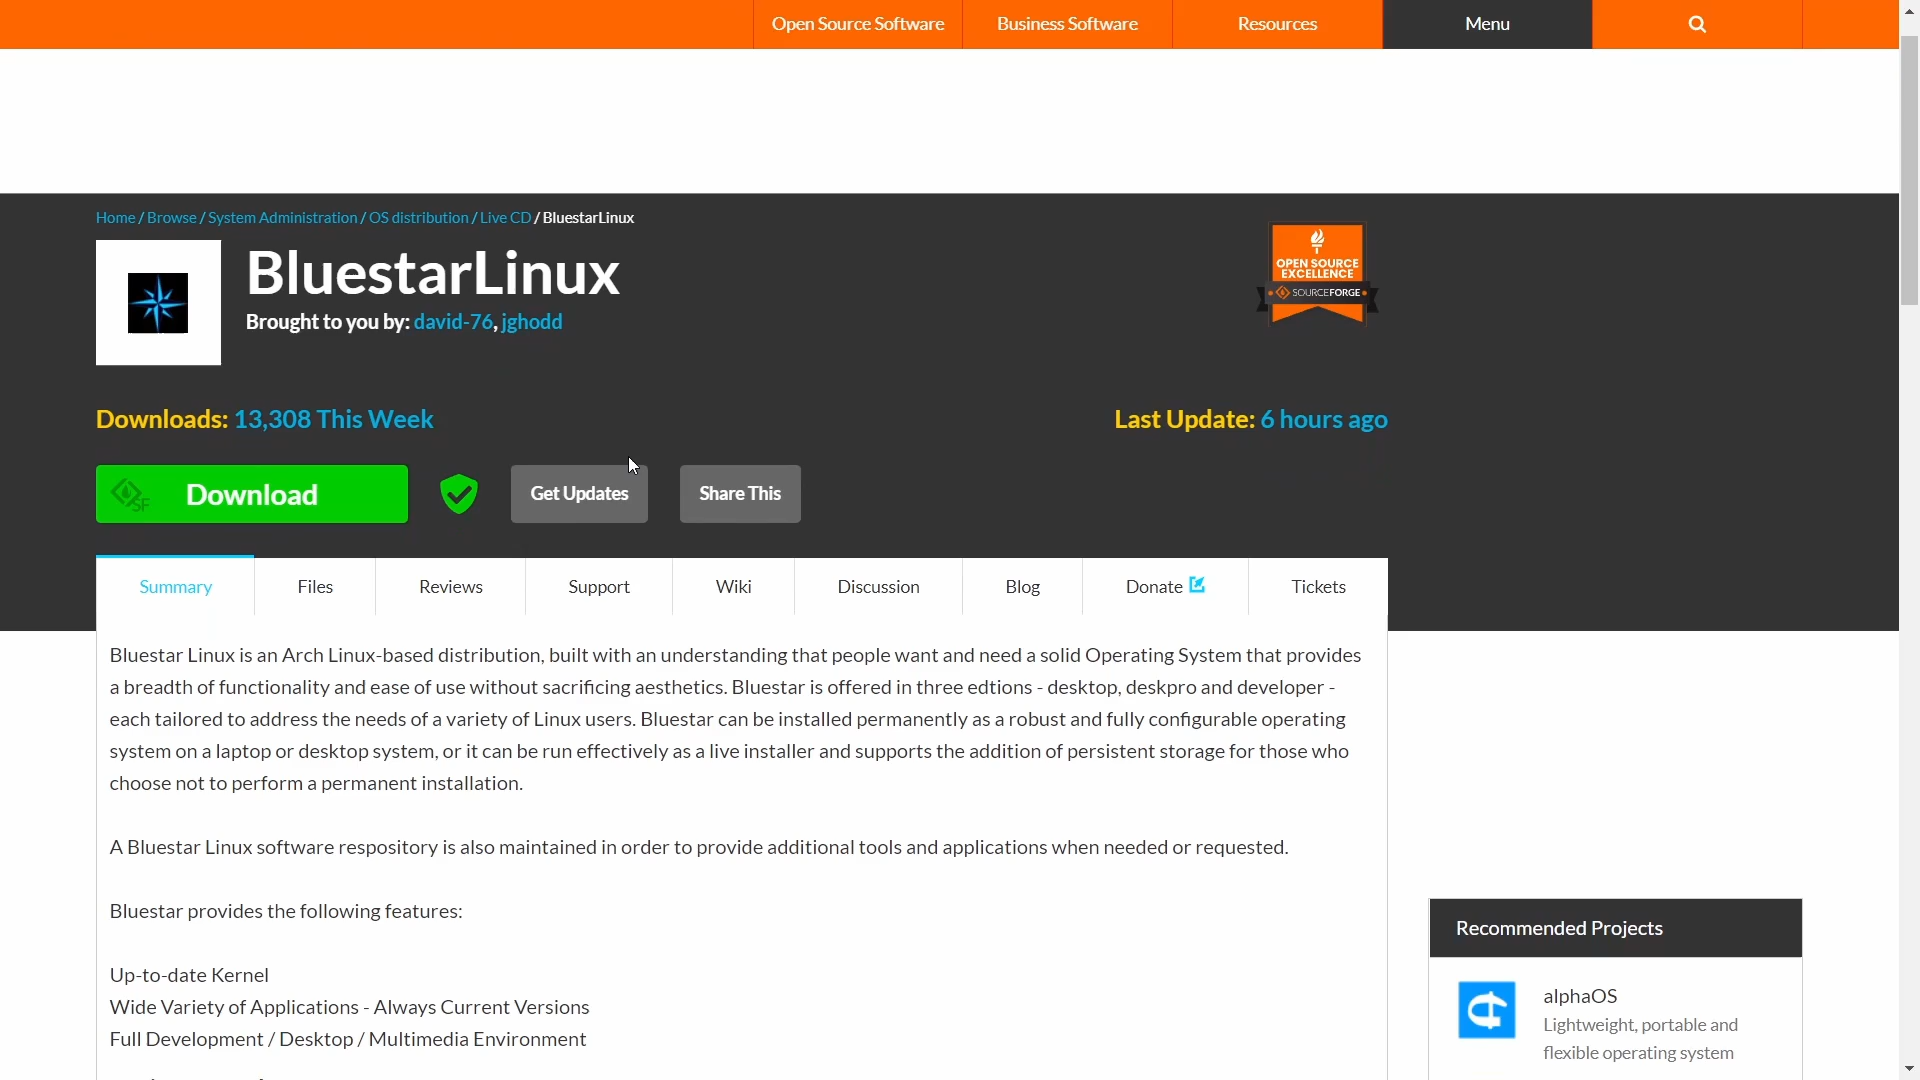 Open Source Software Business Software Resources Menu
Home / Browse / System Administration / OS distribution / Live CD / BluestarLinux
BluestarLinux
Brought to you by: david-76, jghodd
OPEN SOURCE
EXCELLENCE
SOURCEFORGE
Downloads: 13,308 This Week
Last Update: 6 hours ago
SF
Download
Get Updates
Share This
Summary Files Reviews Support Wiki Discussion Blog Donate Tickets
Bluestar Linux is an Arch Linux-based distribution, built with an understanding that people want and need a solid Operating System that provides
a breadth of functionality and ease of use without sacrificing aesthetics. Bluestar is offered in three edtions - desktop, deskpro and developer -
each tailored to address the needs of a variety of Linux users. Bluestar can be installed permanently as a robust and fully configurable operating
system on a laptop or desktop system, or it can be run effectively as a live installer and supports the addition of persistent storage for those who
choose not to perform a permanent installation.
A Bluestar Linux software respository is also maintained in order to provide additional tools and applications when needed or requested.
Bluestar provides the following features:
Up-to-date Kernel
Wide Variety of Applications - Always Current Versions
Full Development / Desktop / Multimedia Environment
Recommended Projects
alphaOS
Lightweight, portable and
flexible operating system